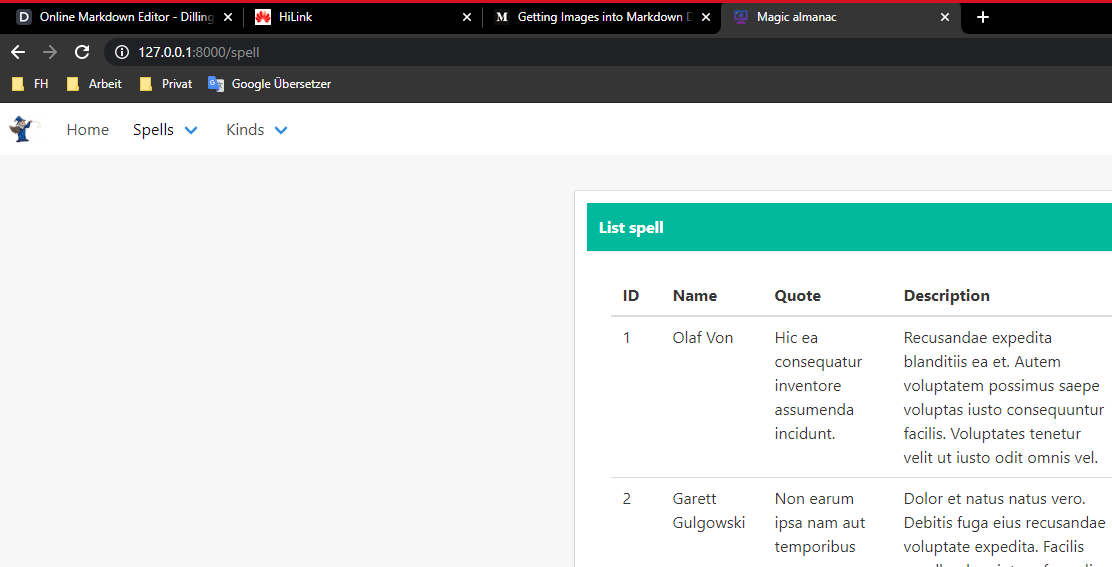 D Online Markdown Editor - Dilling
HiLink
M Getting Images into Markdown D
Magic almanac
127.0.0.1:8000/spell
FH Arbeit Privat Google Übersetzer
Home Spells Kinds
List spell
ID Name Quote Description
1 Olaf Von Hic ea Recusandae expedita
consequatur blanditiis ea et. Autem
inventore voluptatem possimus saepe
assumenda voluptas iusto consequuntur
incidunt. facilis. Voluptates tenetur
velit ut iusto odit omnis vel.
2 Garett Non earum Dolor et natus natus vero.
Gulgowski ipsa nam aut Debitis fuga eius recusandae
temporibus voluptate expedita. Facilis